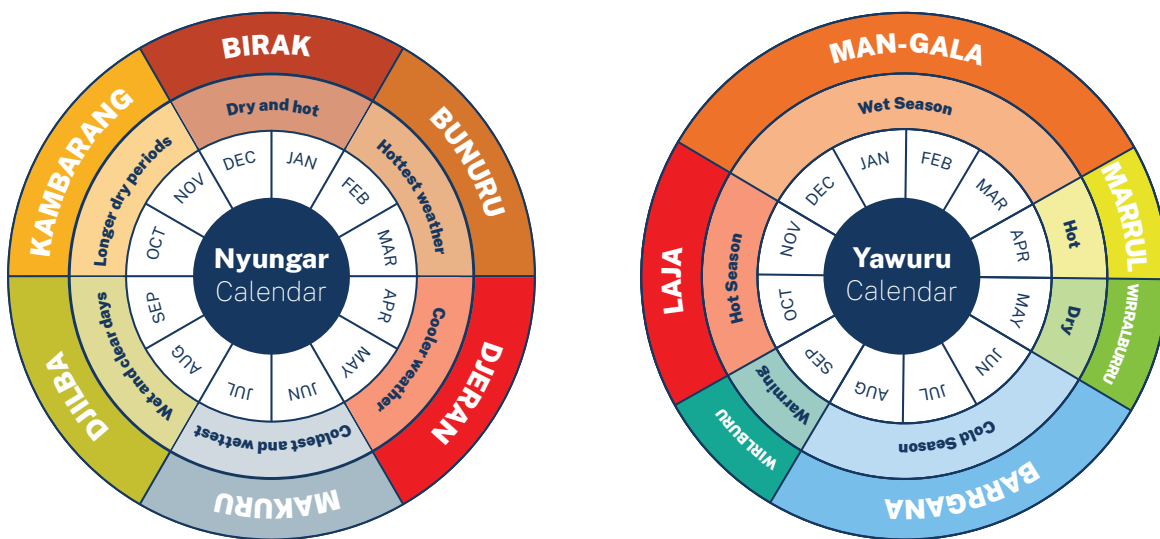 BIRAK
BUNURU
DJERAN
MAKURU
DJILBA
KAMBARANG
Dry and hot
Hottest weather
Cooler weather
Coldest and wettest
Wet and clear days
Longer dry periods
JAN
FEB
MAR
APR
MAY
JUN
JUL
AUG
SEP
OCT
NOV
DEC
Nyungar
Calendar
MAN-GALA
MARRUL
WIRRALBURRU
BARRGANA
WIRLBURU
LAJA
Wet Season
Hot
Dry
Cold Season
Warming
Hot Season
JAN
FEB
MAR
APR
MAY
JUN
JUL
AUG
SEP
OCT
NOV
DEC
Yawuru
Calendar